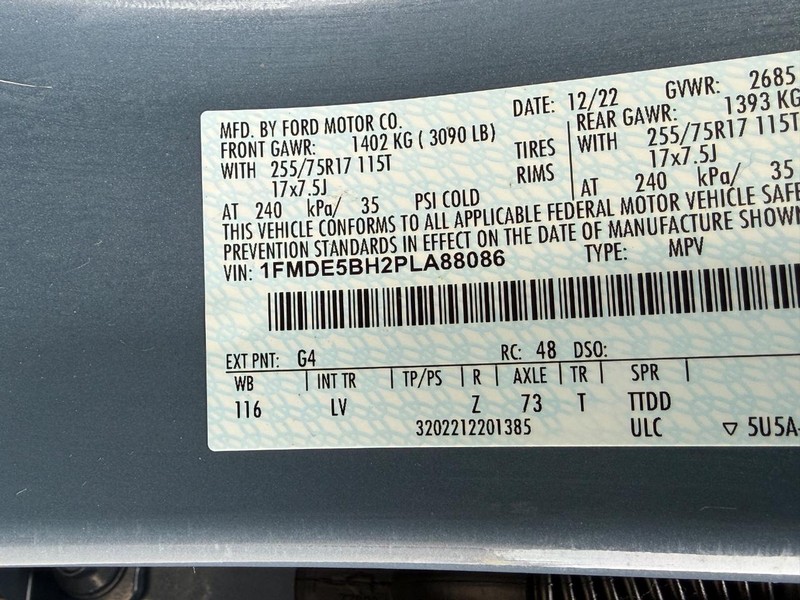 MFD. BY FORD MOTOR CO. DATE: 12/22 GVWR: 2685
FRONT GAWR: 1402 KG ( 3090 LB) REAR GAWR: 1393 KG
WITH 255/75R17 115T TIRES WITH 255/75R17 115T
17x7.5J RIMS 17x7.5J
AT 240 kPa/ 35 PSI COLD AT 240 kPa/ 35
THIS VEHICLE CONFORMS TO ALL APPLICABLE FEDERAL MOTOR VEHICLE SAFE
PREVENTION STANDARDS IN EFFECT ON THE DATE OF MANUFACTURE SHOWN
VIN: 1FMDE5BH2PLA88086 TYPE: MPV
EXT PNT: G4 RC: 48 DSO:
WB | INT TR | TP/PS | R | AXLE | TR | SPR |
116 LV Z 73 T TTDD
3202212201385 ULC ▽ 5U5A-